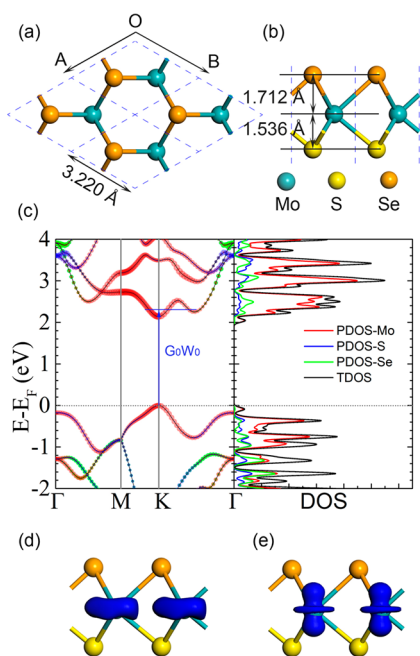 (a)
O
A
B
3.220 Å
(b)
1.712 Å
1.536 Å
Mo
S
Se
(c)
E-E_F (eV)
4
3
2
1
0
-1
-2
G₀W₀
PDOS-Mo
PDOS-S
PDOS-Se
TDOS
Γ
M
K
Γ
DOS
(d)
(e)